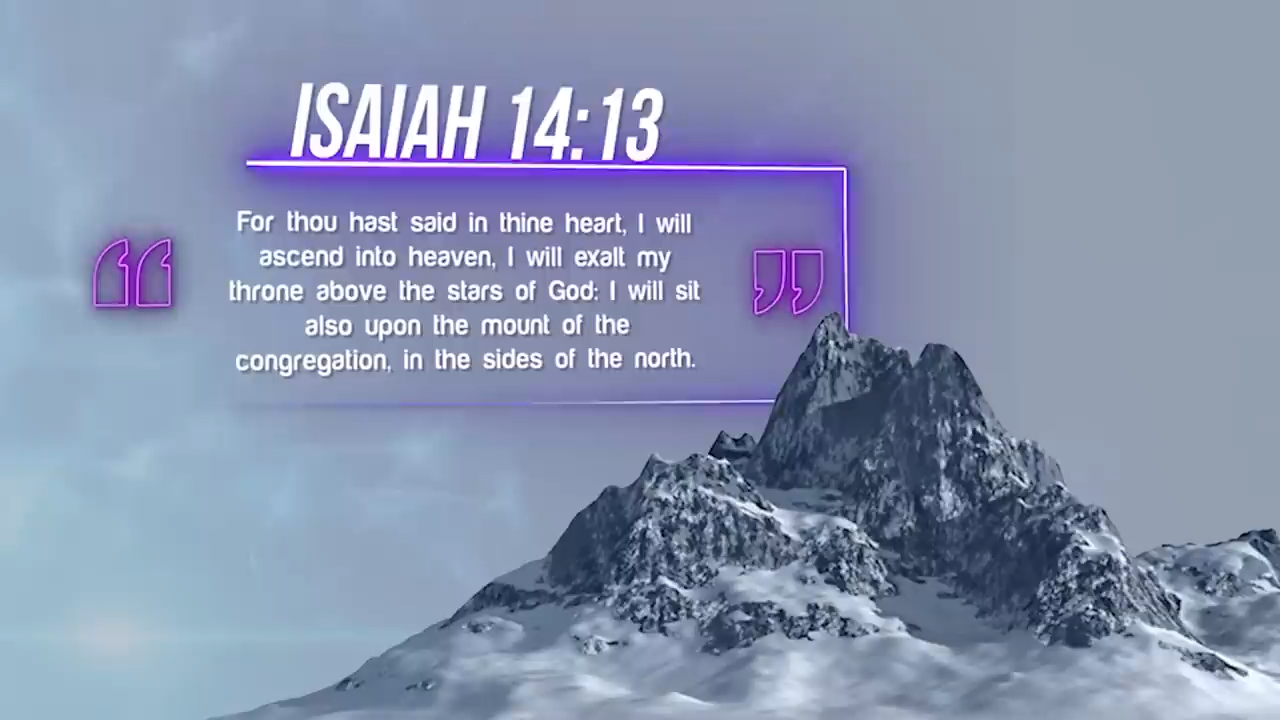 ISAIAH 14:13
For thou hast said in thine heart, I will
ascend into heaven, I will exalt my
throne above the stars of God: I will sit
also upon the mount of the
congregation, in the sides of the north.